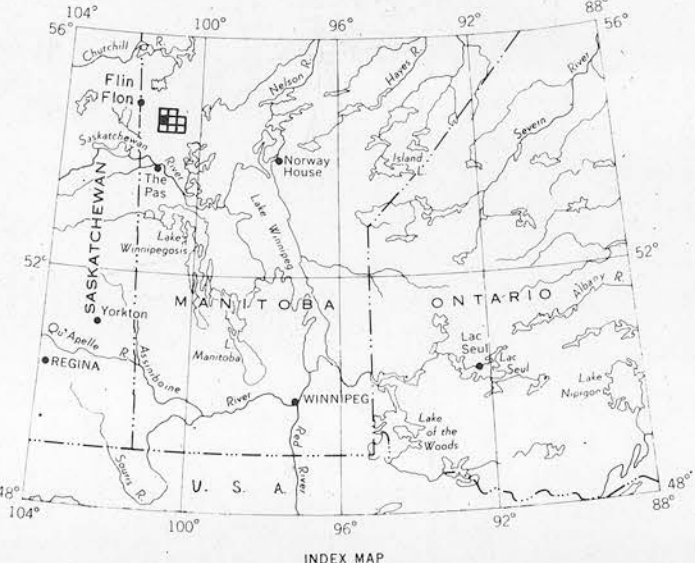 104°
100°
96°
92°
88°
56°
56°
Churchill R.
Flin
Flon
Nelson R.
Hayes R.
Severn River
Saskatchewan River
The
Pas
Norway
House
Island
L.
SASKATCHEWAN
Lake
Winnipegosis
Lake Winnipeg
52°
52°
MANITOBA
ONTARIO
Albany R.
Yorkton
Qu'Appelle R.
L.
Manitoba
Lac
Seul
Lac
Seul
REGINA
Assiniboine River
WINNIPEG
Lake
Nipigon
Lake
of the
Woods
Red River
Souris R.
U. S. A.
48°
48°
104°
100°
96°
92°
88°
INDEX MAP